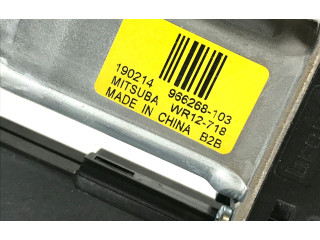 190214 966268-103
MITSUBA WR12-718
MADE IN CHINA B2B